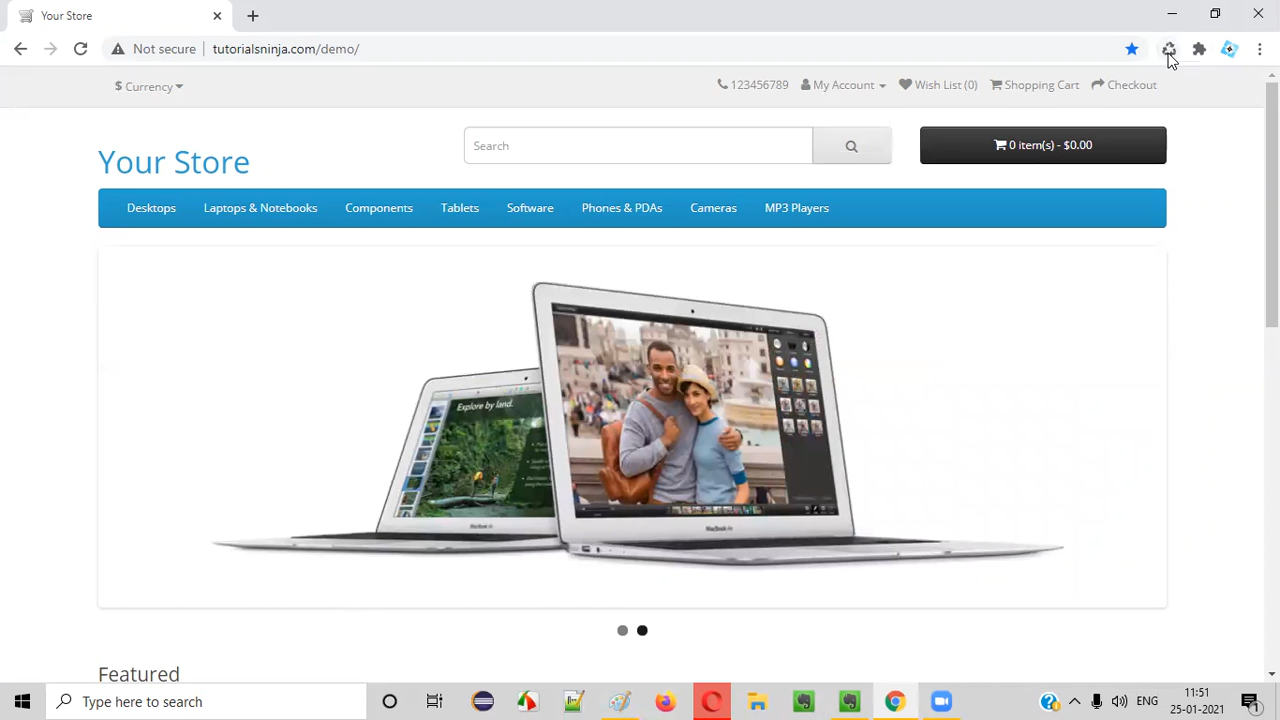 Your Store
Not secure
tutorialsninja.com/demo/
$ Currency
123456789
My Account
Wish List (0)
Shopping Cart
Checkout
Your Store
Search
0 item(s) - $0.00
Desktops
Laptops & Notebooks
Components
Tablets
Software
Phones & PDAs
Cameras
MP3 Players
Explore by land.
MacBook Air
Featured
Type here to search
ENG
11:51
25-01-2021